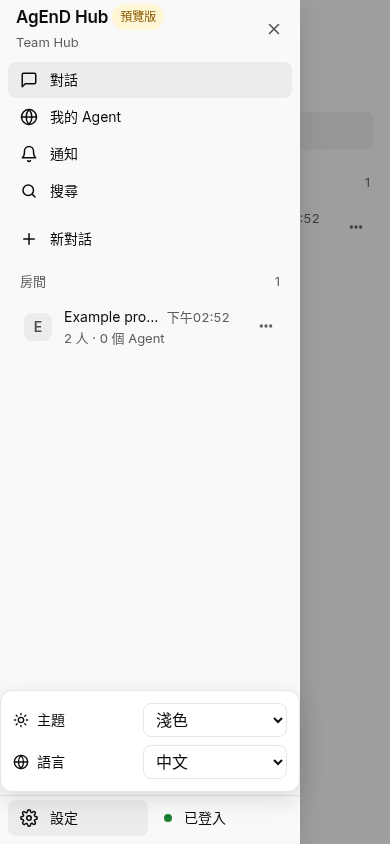 AgEnD Hub 預覽版
Team Hub
對話
我的 Agent
通知
搜尋
新對話
房間 1
1
E Example pro... 下午02:52
2 人 · 0 個 Agent
:52
主題 淺色
語言 中文
設定 已登入